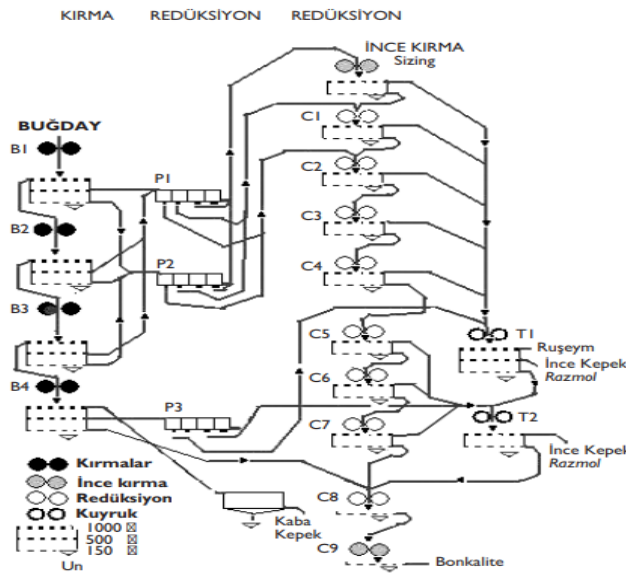 KIRMA REDÜKSİYON REDÜKSİYON
İNCE KIRMA
Sizing
BUĞDAY
B1
B2
B3
B4
P1
P2
P3
C1
C2
C3
C4
C5
C6
C7
C8
C9
T1
Ruşeym
İnce Kepek
Razmol
T2
İnce Kepek
Razmol
Kaba
Kepek
Bonkalite
Kırmalar
İnce kırma
Redüksiyon
Kuyruk
1000
500
150
Un